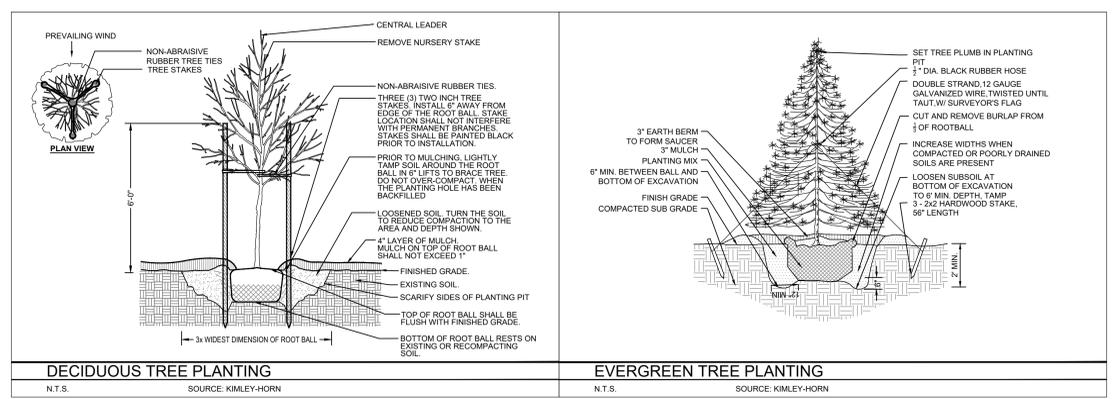 PREVAILING WIND
NON-ABRAISIVE
RUBBER TREE TIES
TREE STAKES
PLAN VIEW
6'-0"
CENTRAL LEADER
REMOVE NURSERY STAKE
NON-ABRAISIVE RUBBER TIES.
THREE (3) TWO INCH TREE
STAKES. INSTALL 6" AWAY FROM
EDGE OF THE ROOT BALL. STAKE
LOCATION SHALL NOT INTERFERE
WITH PERMANENT BRANCHES.
STAKES SHALL BE PAINTED BLACK
PRIOR TO INSTALLATION.
PRIOR TO MULCHING, LIGHTLY
TAMP SOIL AROUND THE ROOT
BALL IN 6" LIFTS TO BRACE TREE.
DO NOT OVER-COMPACT. WHEN
THE PLANTING HOLE HAS BEEN
BACKFILLED
LOOSENED SOIL. TURN THE SOIL
TO REDUCE COMPACTION TO THE
AREA AND DEPTH SHOWN.
4" LAYER OF MULCH.
MULCH ON TOP OF ROOT BALL
SHALL NOT EXCEED 1"
FINISHED GRADE.
EXISTING SOIL.
SCARIFY SIDES OF PLANTING PIT
TOP OF ROOT BALL SHALL BE
FLUSH WITH FINISHED GRADE.
BOTTOM OF ROOT BALL RESTS ON
EXISTING OR RECOMPACTING
SOIL.
3x WIDEST DIMENSION OF ROOT BALL
DECIDUOUS TREE PLANTING
N.T.S.
SOURCE: KIMLEY-HORN
3" EARTH BERM
TO FORM SAUCER
3" MULCH
PLANTING MIX
6" MIN. BETWEEN BALL AND
BOTTOM OF EXCAVATION
FINISH GRADE
COMPACTED SUB GRADE
SET TREE PLUMB IN PLANTING
PIT
½" DIA. BLACK RUBBER HOSE
DOUBLE STRAND,12 GAUGE
GALVANIZED WIRE,TWISTED UNTIL
TAUT,W/ SURVEYOR'S FLAG
CUT AND REMOVE BURLAP FROM
⅓ OF ROOTBALL
INCREASE WIDTHS WHEN
COMPACTED OR POORLY DRAINED
SOILS ARE PRESENT
LOOSEN SUBSOIL AT
BOTTOM OF EXCAVATION
TO 6' MIN. DEPTH, TAMP
3 - 2x2 HARDWOOD STAKE,
56" LENGTH
12" MIN.
6"
2' MIN.
EVERGREEN TREE PLANTING
N.T.S.
SOURCE: KIMLEY-HORN